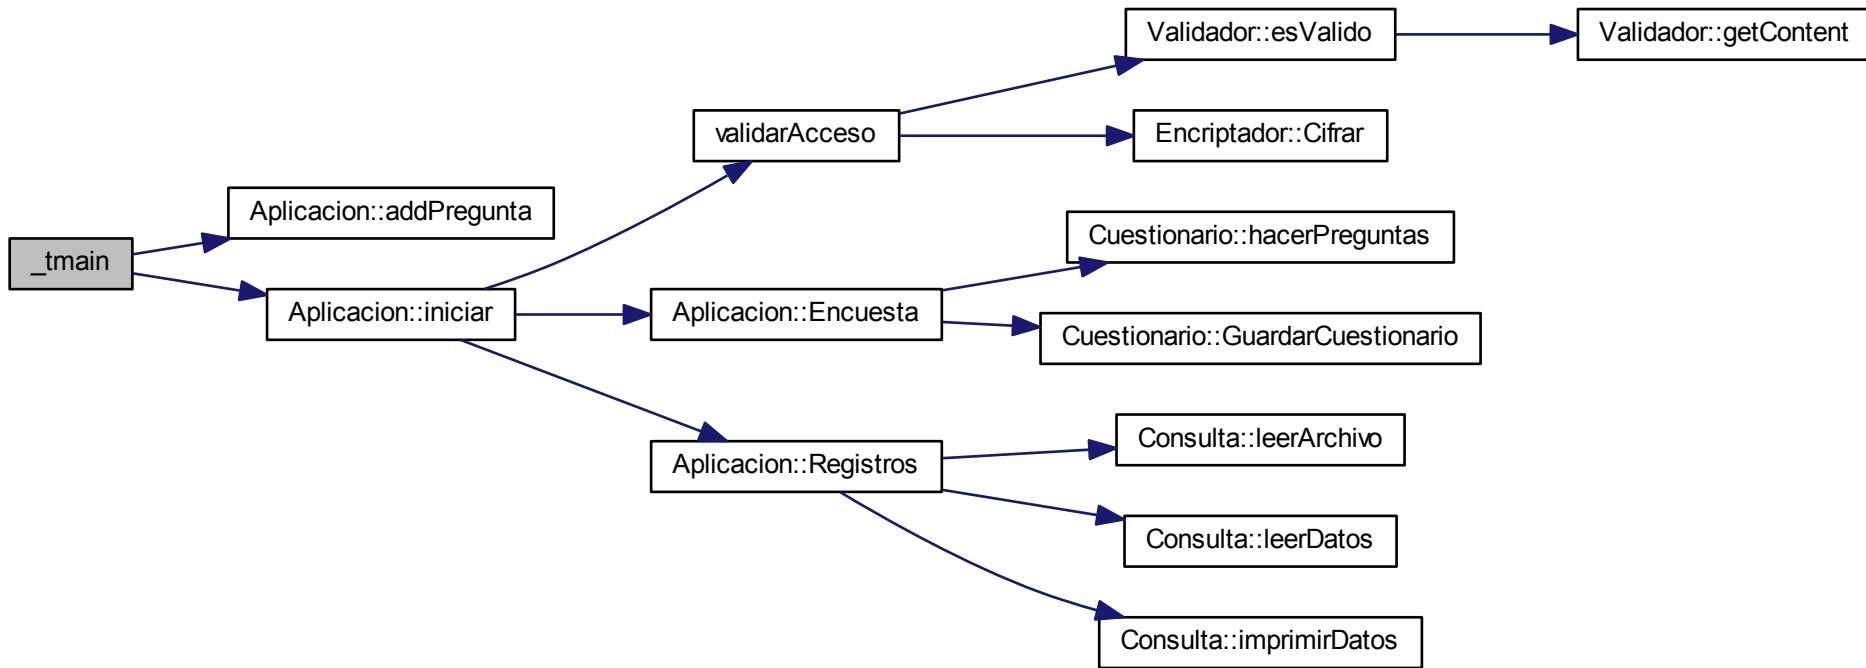 Validador::esValido
Validador::getContent
validarAcceso
Encriptador::Cifrar
Aplicacion::addPregunta
Cuestionario::hacerPreguntas
_tmain
Aplicacion::iniciar
Aplicacion::Encuesta
Cuestionario::GuardarCuestionario
Consulta::leerArchivo
Aplicacion::Registros
Consulta::leerDatos
Consulta::imprimirDatos